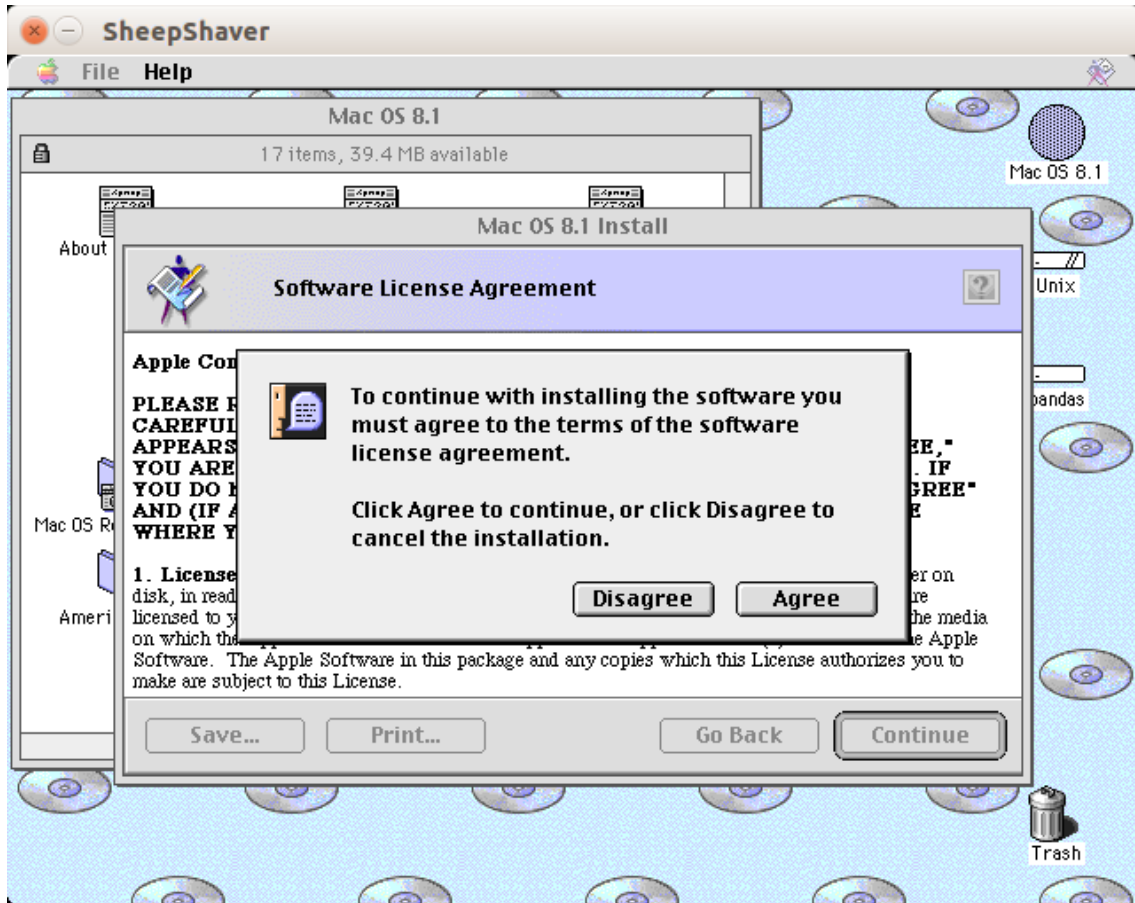 SheepShaver
File Help
Mac OS 8.1
17 items, 39.4 MB available
Mac OS 8.1
About
Mac OS 8.1 Install
Unix
Software License Agreement
Apple
PLEASE
APPEARS
YOU ARE IF
YOU DO
AND (IF
WHERE
Mac OS
1. License er on
disk, in read re
Ameri licensed to the media
on which Apple
Software. The Apple Software in this package and any copies which this License authorizes you to
make are subject to this License.
To continue with installing the software you
must agree to the terms of the software
license agreement.
Click Agree to continue, or click Disagree to
cancel the installation.
Disagree Agree
Save... Print... Go Back Continue
Trash